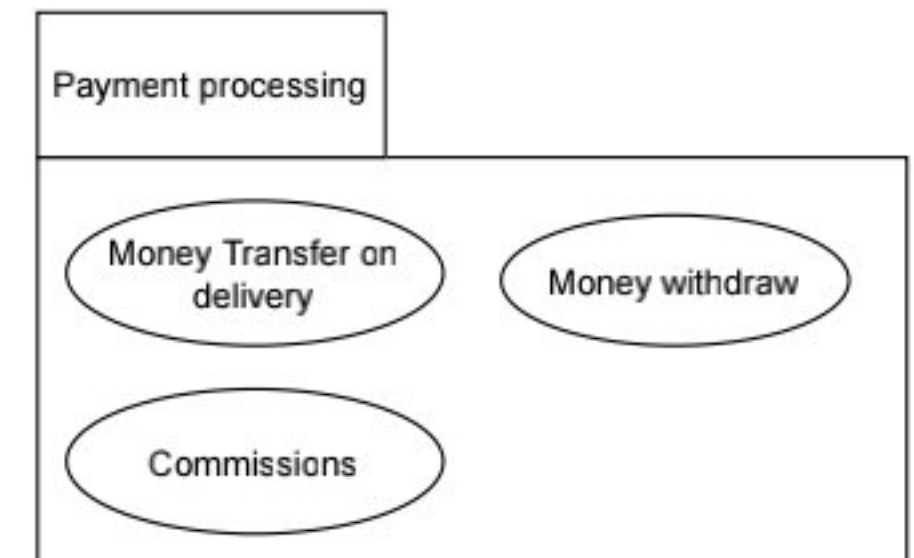 Payment processing
Money Transfer on
delivery
Money withdraw
Commissions